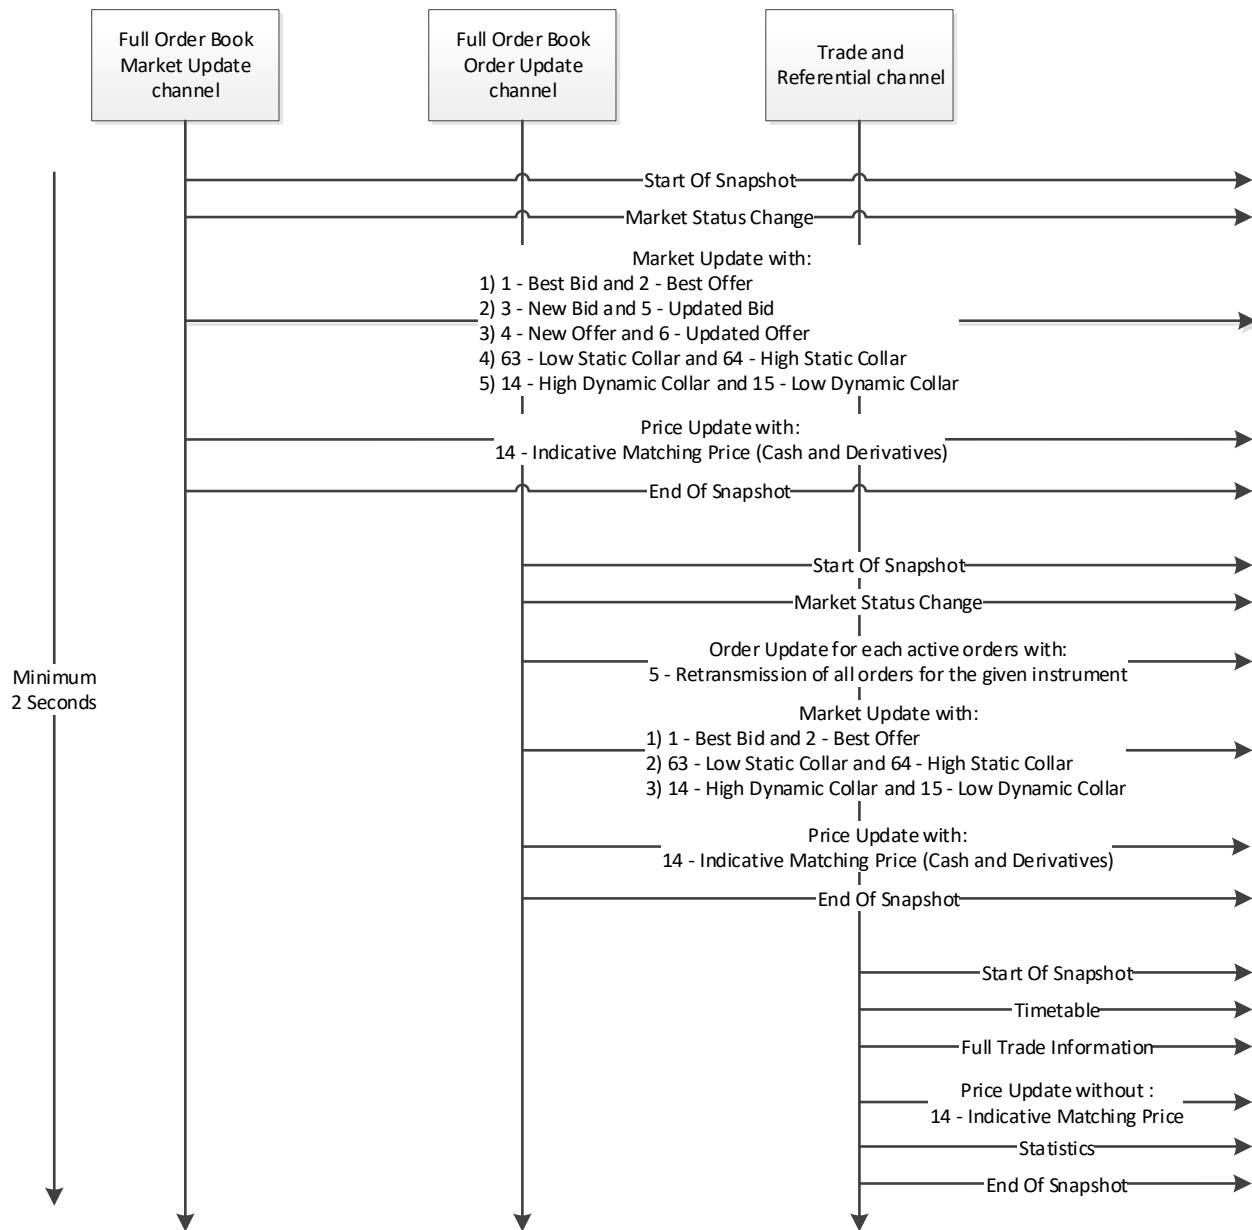 Full Order Book
Market Update
channel
Full Order Book
Order Update
channel
Trade and
Referential channel
Start Of Snapshot
Market Status Change
Market Update with:
1) 1 - Best Bid and 2 - Best Offer
2) 3 - New Bid and 5 - Updated Bid
3) 4 - New Offer and 6 - Updated Offer
4) 63 - Low Static Collar and 64 - High Static Collar
5) 14 - High Dynamic Collar and 15 - Low Dynamic Collar
Price Update with:
14 - Indicative Matching Price (Cash and Derivatives)
End Of Snapshot
Start Of Snapshot
Market Status Change
Order Update for each active orders with:
5 - Retransmission of all orders for the given instrument
Minimum
2 Seconds
Market Update with:
1) 1 - Best Bid and 2 - Best Offer
2) 63 - Low Static Collar and 64 - High Static Collar
3) 14 - High Dynamic Collar and 15 - Low Dynamic Collar
Price Update with:
14 - Indicative Matching Price (Cash and Derivatives)
End Of Snapshot
Start Of Snapshot
Timetable
Full Trade Information
Price Update without :
14 - Indicative Matching Price
Statistics
End Of Snapshot